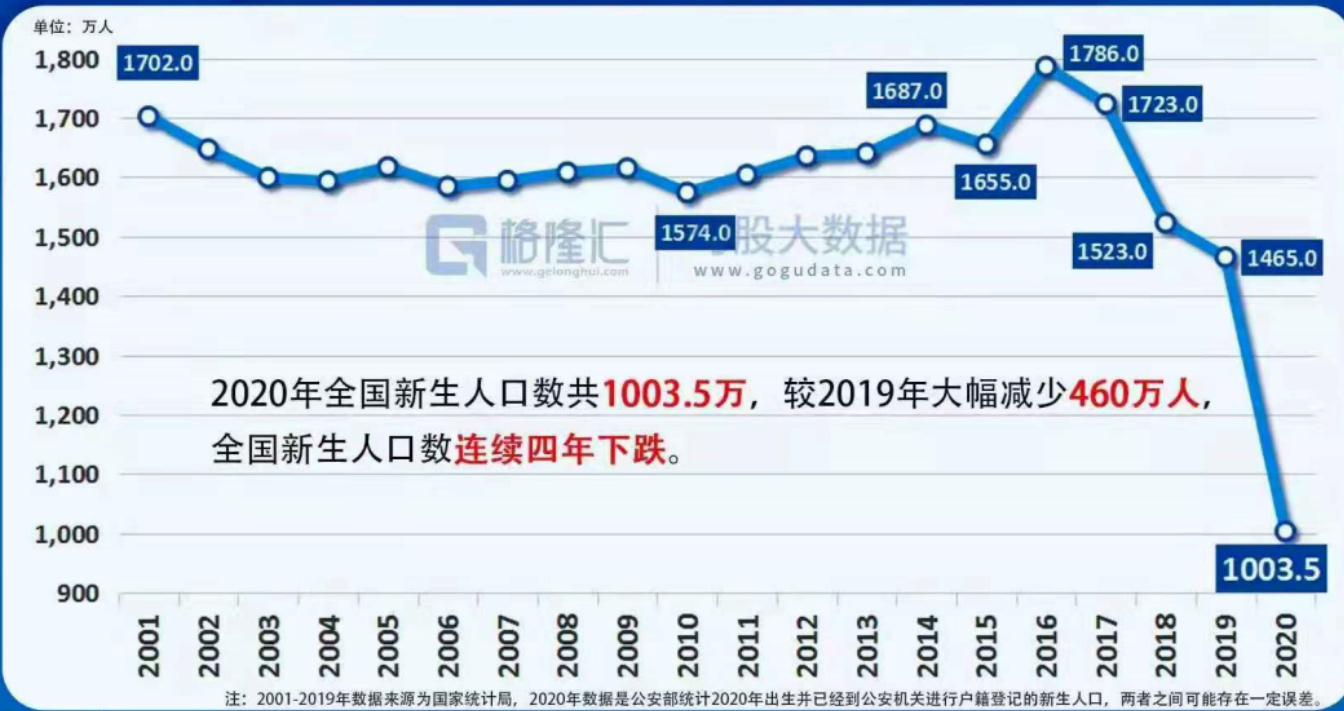 单位：万人
1,800
1,700
1,600
1,500
1,400
1,300
1,200
1,100
1,000
900
1702.0
1574.0
1687.0
1655.0
1786.0
1723.0
1523.0
1465.0
1003.5
格隆汇
www.gelonghui.com
股大数据
www.gogudata.com
2020年全国新生人口数共1003.5万，较2019年大幅减少460万人，
全国新生人口数连续四年下跌。
2001 2002 2003 2004 2005 2006 2007 2008 2009 2010 2011 2012 2013 2014 2015 2016 2017 2018 2019 2020
注：2001-2019年数据来源为国家统计局，2020年数据是公安部统计2020年出生并已经到公安机关进行户籍登记的新生人口，两者之间可能存在一定误差。